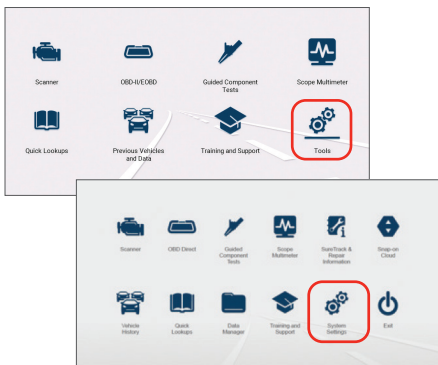 Scanner
OBD-II/EOBD
Guided Component
Tests
Scope Multimeter
Quick Lookups
Previous Vehicles
and Data
Training and Support
Tools
Scanner
OBD Direct
Guided
Component
Tests
Scope
Multimeter
SureTrack &
Repair
Information
Snap-on
Cloud
Vehicle
History
Quick
Lookups
Data
Manager
Training and
Support
System
Settings
Exit